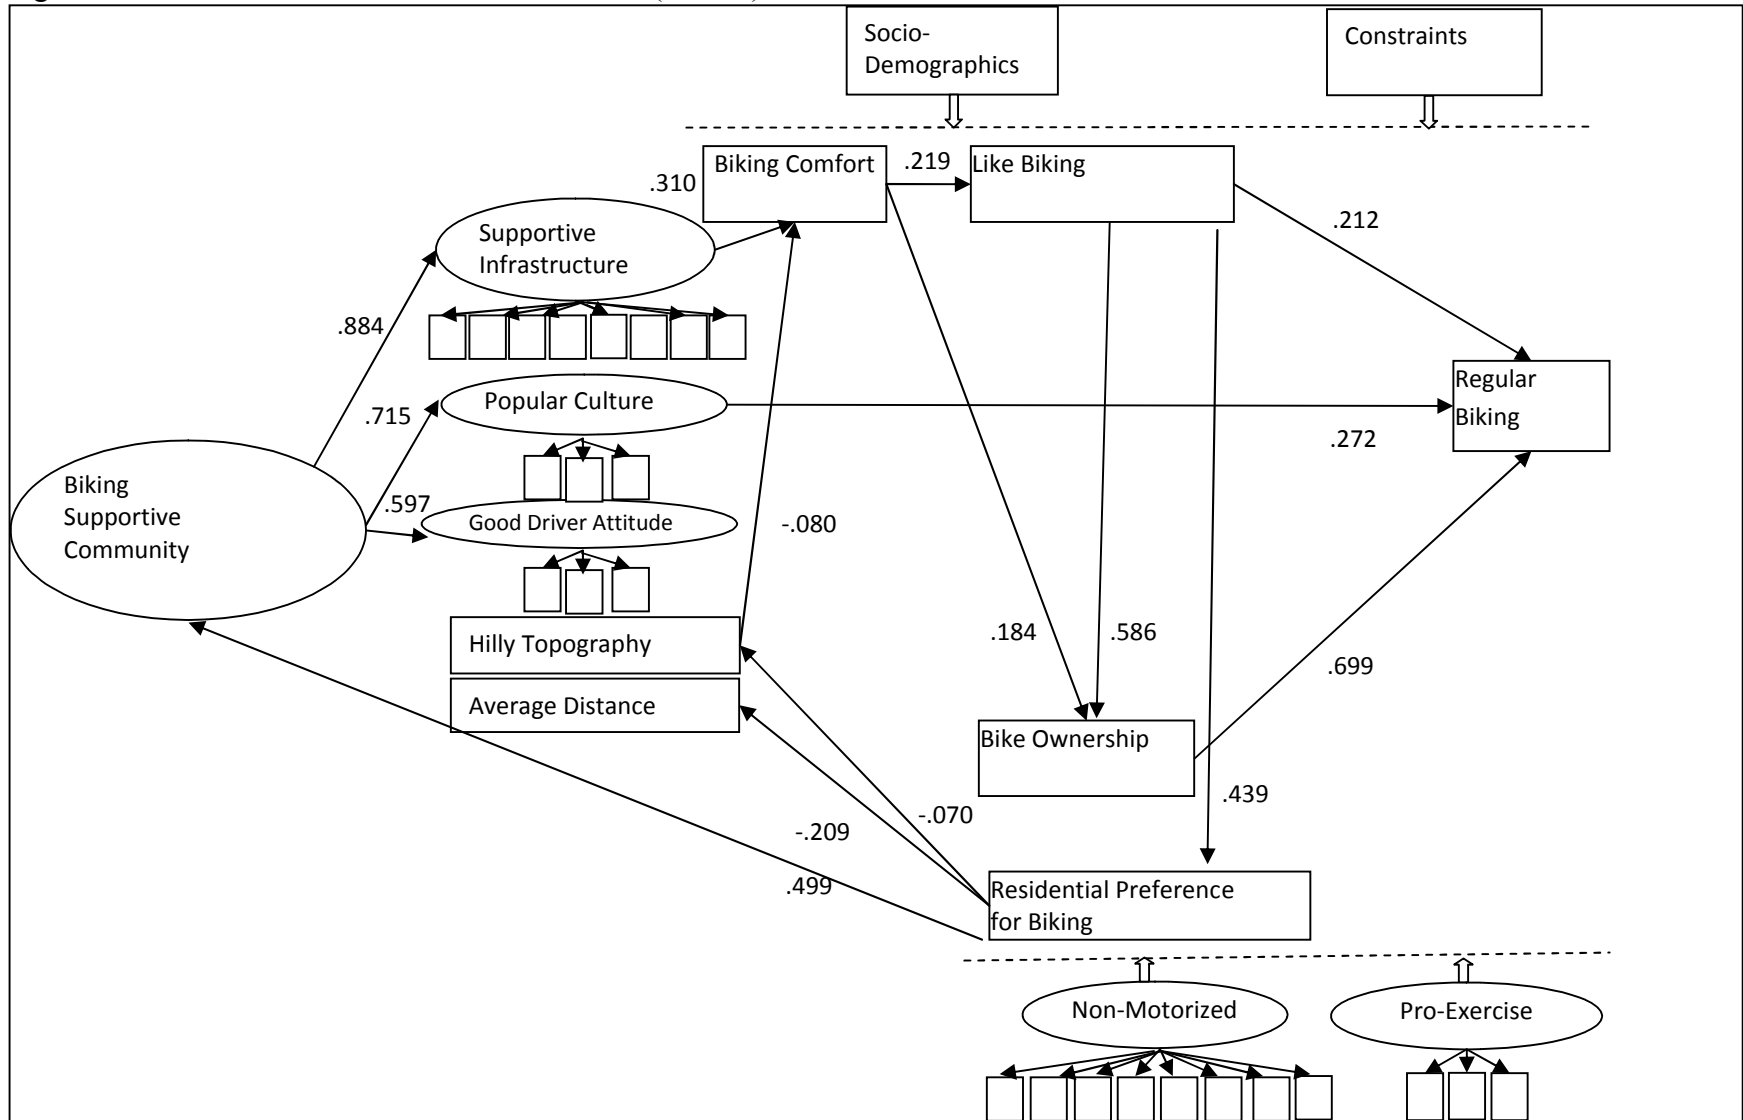 Socio-
Demographics
Constraints
Biking Comfort
.219
Like Biking
.310
.212
Supportive
Infrastructure
.884
Regular
Biking
Popular Culture
.715
.272
Biking
Supportive
Community
.597
Good Driver Attitude
-.080
Hilly Topography
.184
.586
.699
Average Distance
Bike Ownership
.439
-.070
-.209
.499
Residential Preference
for Biking
Non-Motorized
Pro-Exercise